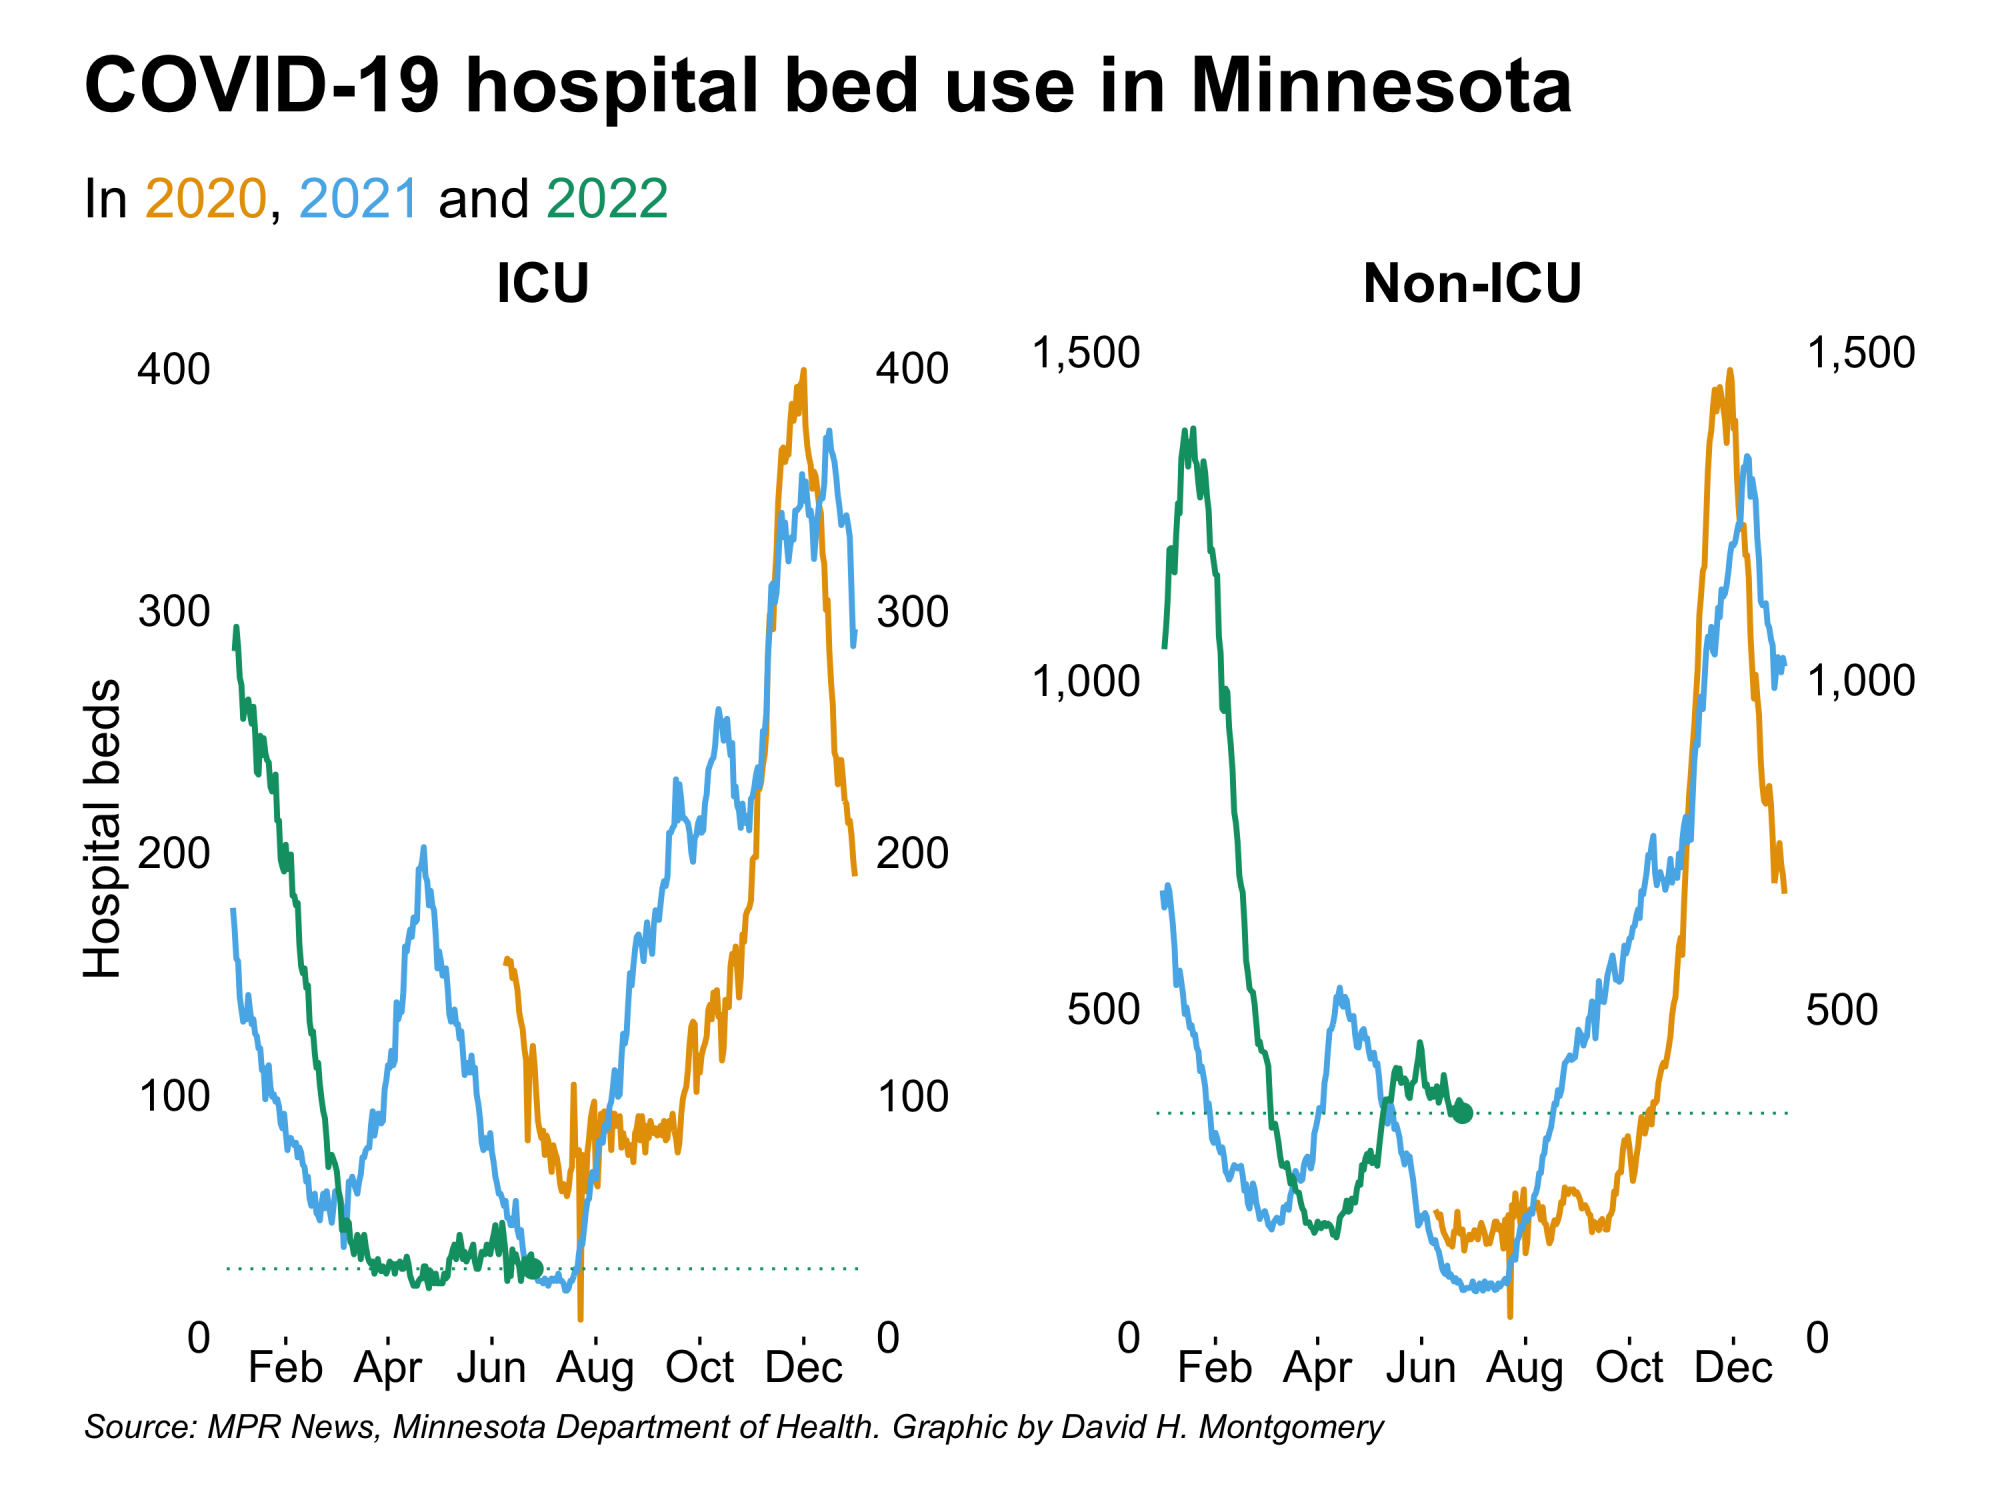 COVID-19 hospital bed use in Minnesota
In 2020, 2021 and 2022
ICU
Non-ICU
Hospital beds
400
300
200
100
0
400
300
200
100
0
Feb Apr Jun Aug Oct Dec
1,500
1,000
500
0
1,500
1,000
500
0
Feb Apr Jun Aug Oct Dec
Source: MPR News, Minnesota Department of Health. Graphic by David H. Montgomery